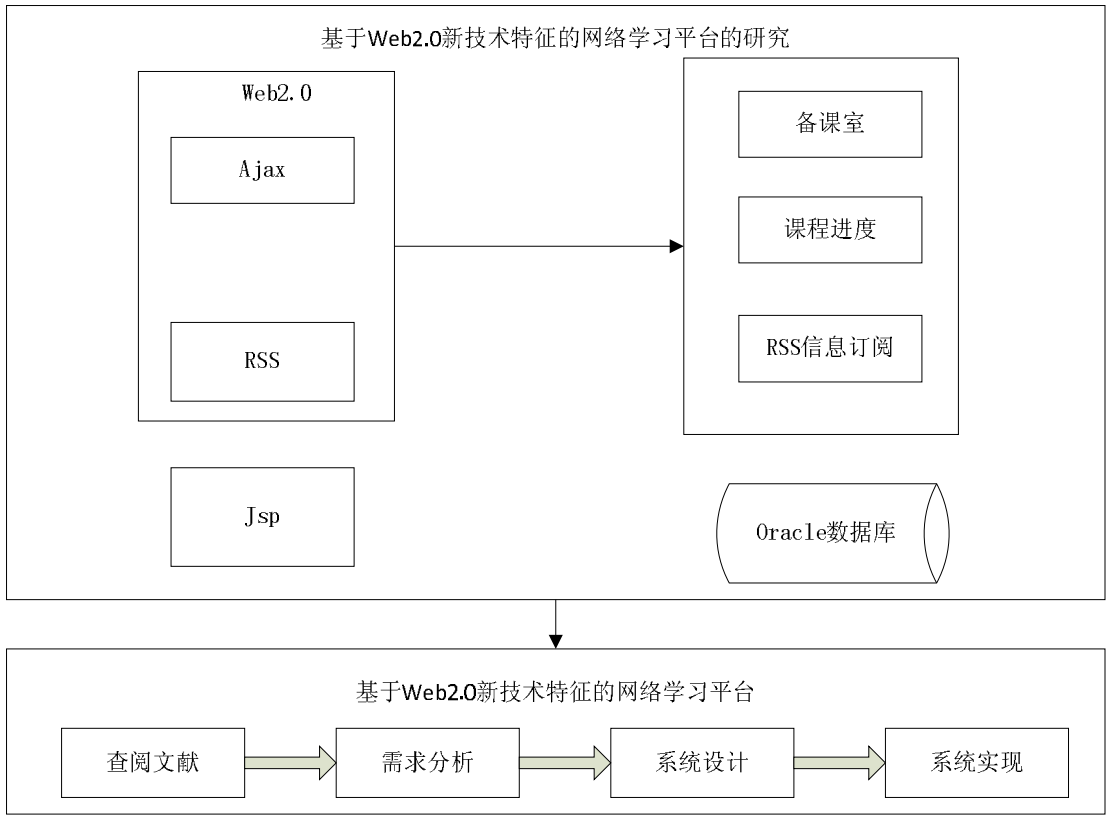 基于Web2.0新技术特征的网络学习平台的研究
Web2.0
Ajax
RSS
备课室
课程进度
RSS信息订阅
Jsp
Oracle数据库
基于Web2.0新技术特征的网络学习平台
查阅文献
需求分析
系统设计
系统实现